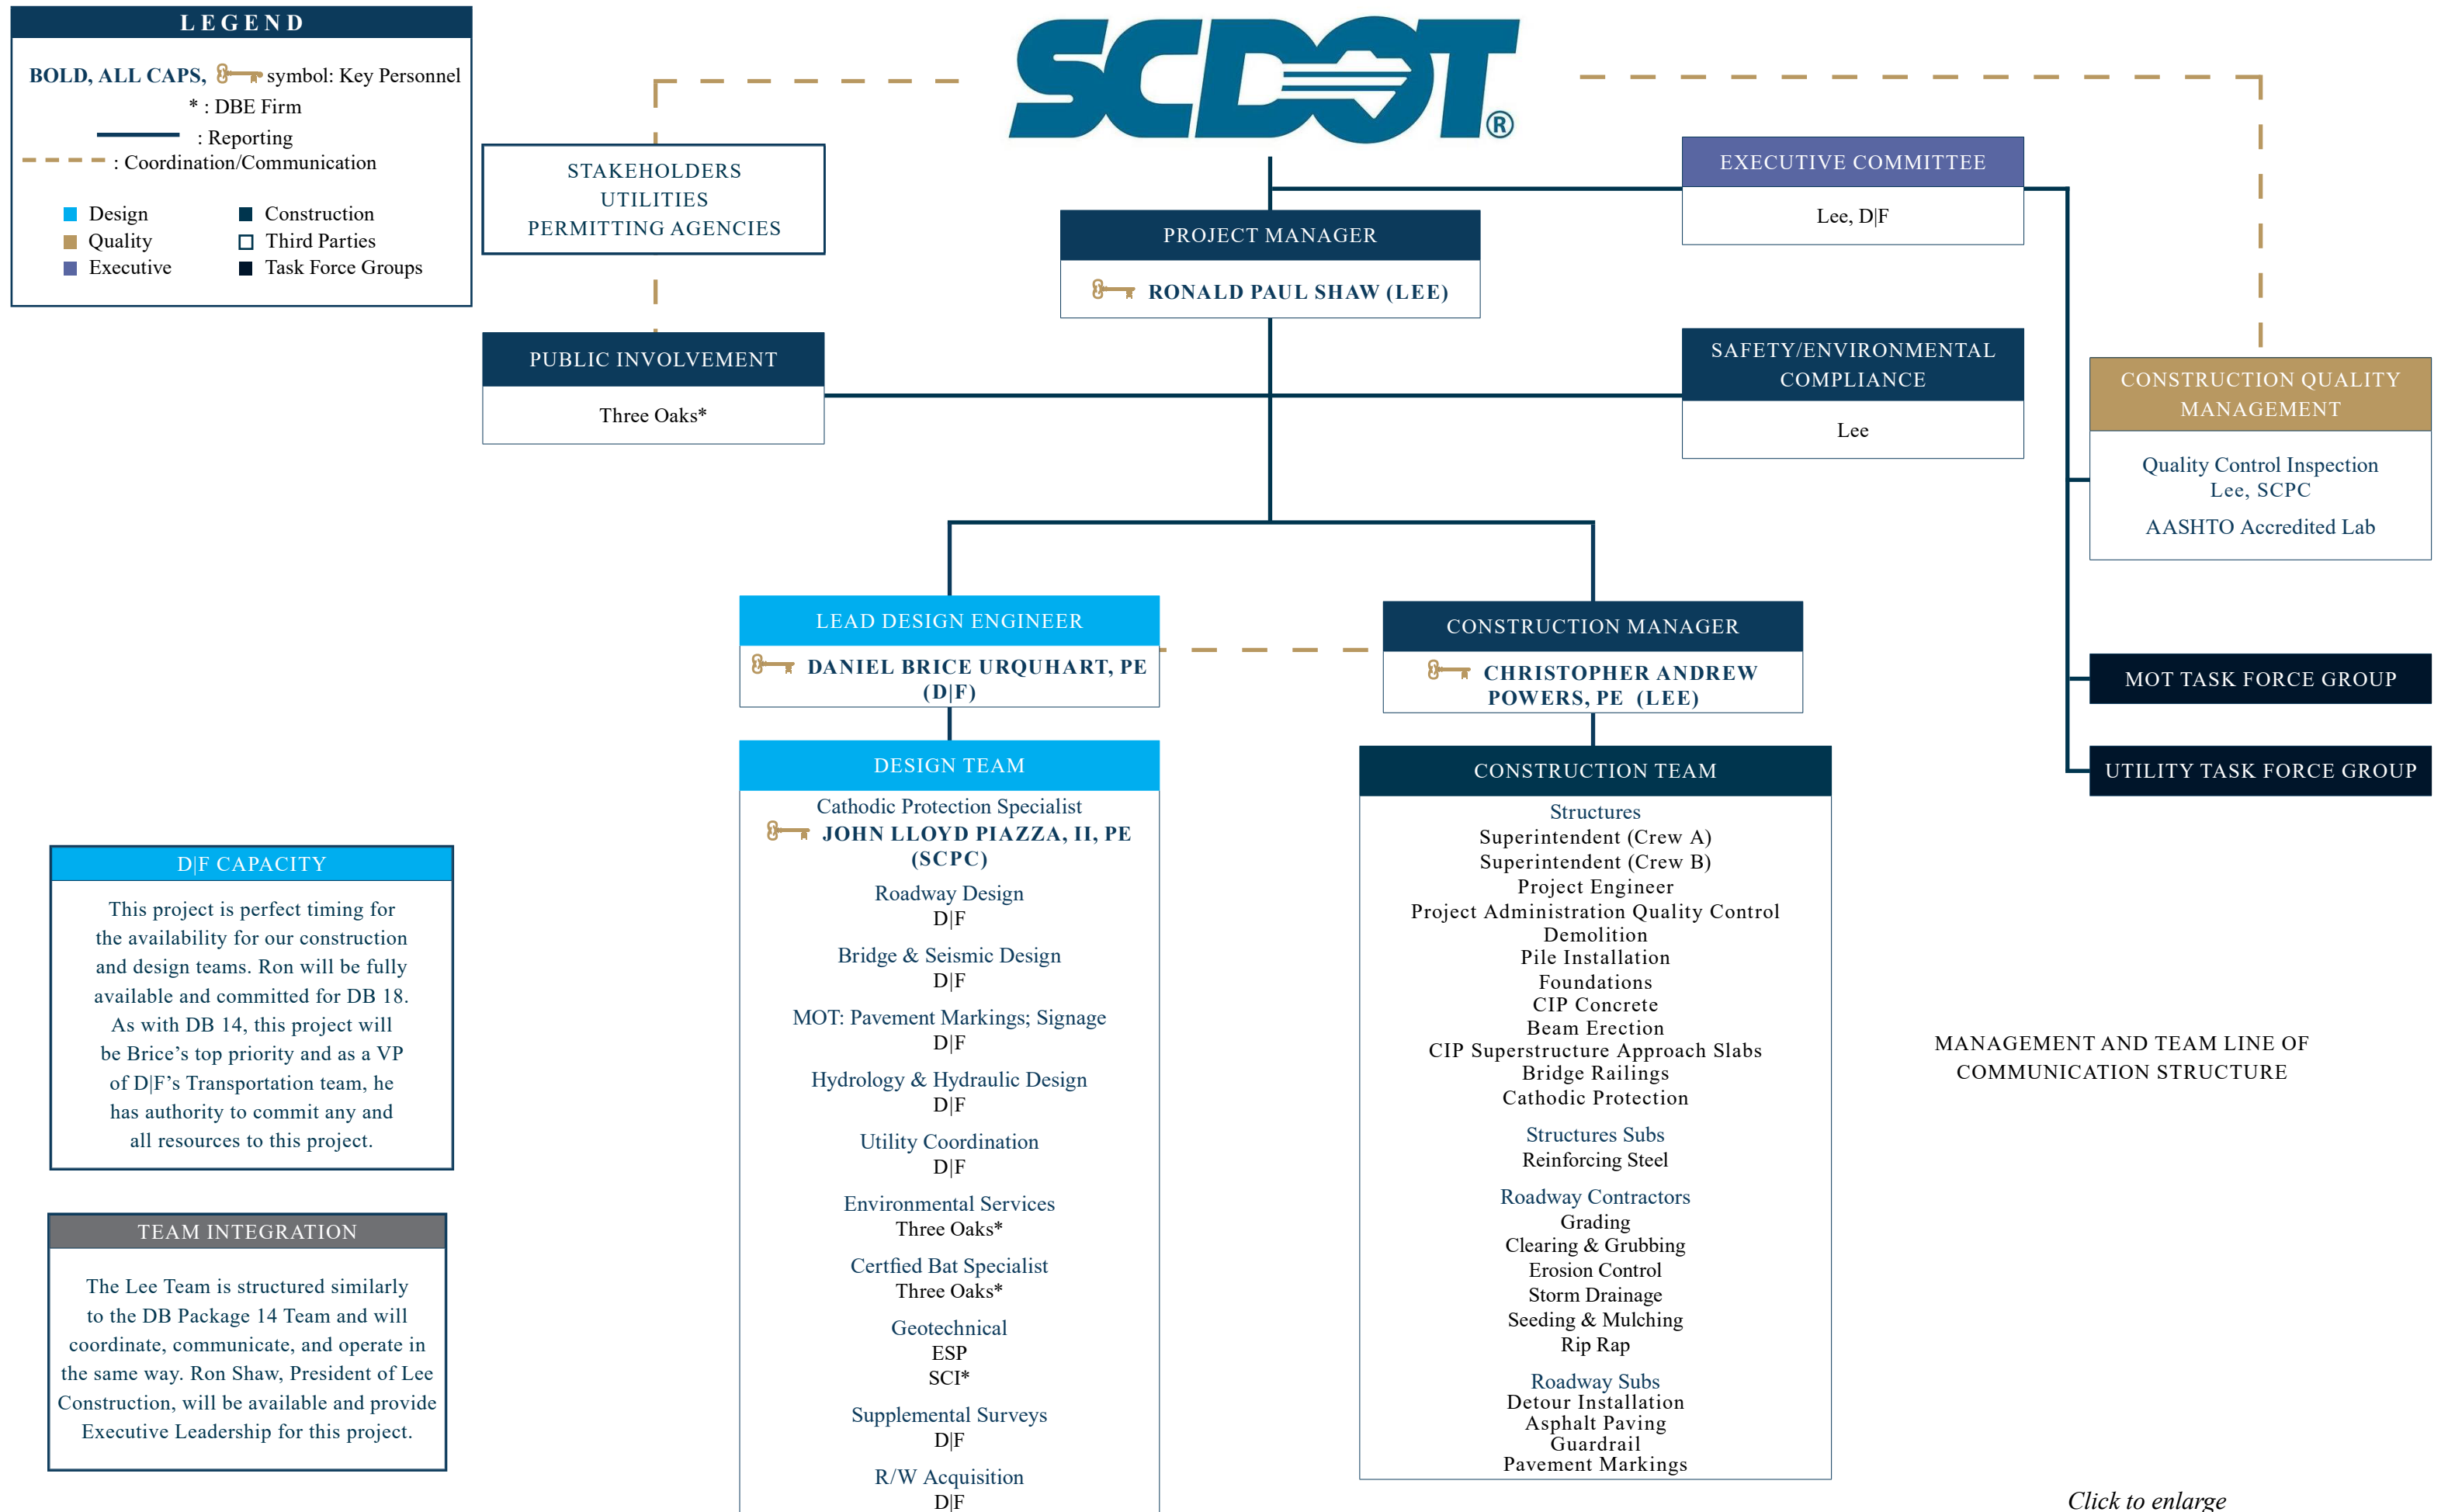 LEGEND
BOLD, ALL CAPS, symbol: Key Personnel
* : DBE Firm
: Reporting
: Coordination/Communication
Design
Quality
Executive
Construction
Third Parties
Task Force Groups
SCDOT®
STAKEHOLDERS
UTILITIES
PERMITTING AGENCIES
EXECUTIVE COMMITTEE
Lee, D|F
PROJECT MANAGER
RONALD PAUL SHAW (LEE)
PUBLIC INVOLVEMENT
Three Oaks*
SAFETY/ENVIRONMENTAL
COMPLIANCE
Lee
CONSTRUCTION QUALITY
MANAGEMENT
Quality Control Inspection
Lee, SCPC
AASHTO Accredited Lab
LEAD DESIGN ENGINEER
DANIEL BRICE URQUHART, PE
(D|F)
CONSTRUCTION MANAGER
CHRISTOPHER ANDREW
POWERS, PE (LEE)
MOT TASK FORCE GROUP
UTILITY TASK FORCE GROUP
DESIGN TEAM
Cathodic Protection Specialist
JOHN LLOYD PIAZZA, II, PE
(SCPC)
Roadway Design
D|F
Bridge & Seismic Design
D|F
MOT: Pavement Markings; Signage
D|F
Hydrology & Hydraulic Design
D|F
Utility Coordination
D|F
Environmental Services
Three Oaks*
Certfied Bat Specialist
Three Oaks*
Geotechnical
ESP
SCI*
Supplemental Surveys
D|F
R/W Acquisition
D|F
CONSTRUCTION TEAM
Structures
Superintendent (Crew A)
Superintendent (Crew B)
Project Engineer
Project Administration Quality Control
Demolition
Pile Installation
Foundations
CIP Concrete
Beam Erection
CIP Superstructure Approach Slabs
Bridge Railings
Cathodic Protection
Structures Subs
Reinforcing Steel
Roadway Contractors
Grading
Clearing & Grubbing
Erosion Control
Storm Drainage
Seeding & Mulching
Rip Rap
Roadway Subs
Detour Installation
Asphalt Paving
Guardrail
Pavement Markings
D|F CAPACITY
This project is perfect timing for
the availability for our construction
and design teams. Ron will be fully
available and committed for DB 18.
As with DB 14, this project will
be Brice's top priority and as a VP
of D|F's Transportation team, he
has authority to commit any and
all resources to this project.
TEAM INTEGRATION
The Lee Team is structured similarly
to the DB Package 14 Team and will
coordinate, communicate, and operate in
the same way. Ron Shaw, President of Lee
Construction, will be available and provide
Executive Leadership for this project.
MANAGEMENT AND TEAM LINE OF
COMMUNICATION STRUCTURE
Click to enlarge